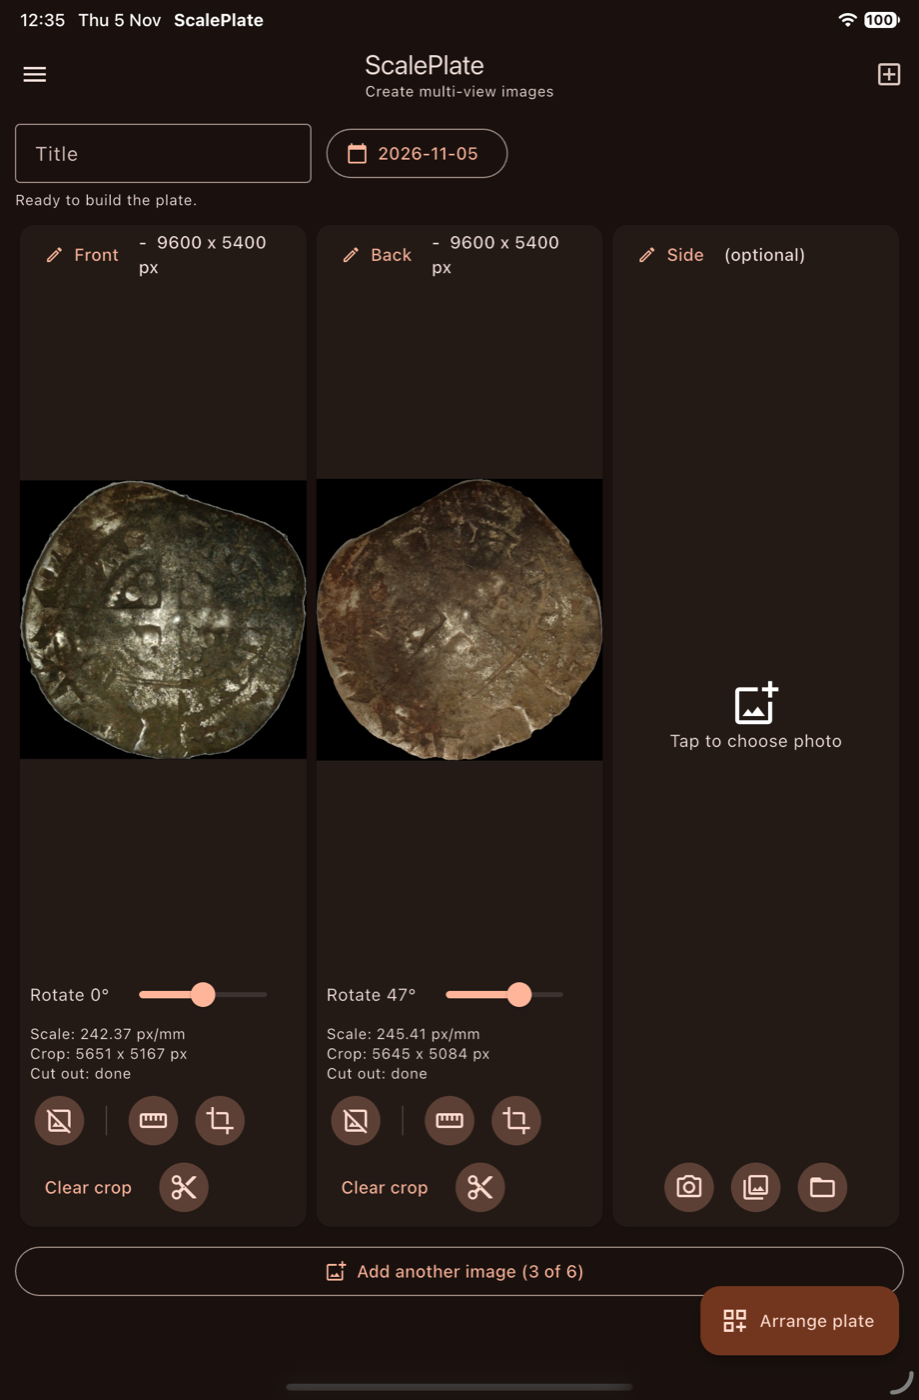 12:35 Thu 5 Nov ScalePlate
100
ScalePlate
Create multi-view images
Title
2026-11-05
Ready to build the plate.
Front - 9600 x 5400 px
Back - 9600 x 5400 px
Side (optional)
Tap to choose photo
Rotate 0°
Scale: 242.37 px/mm
Crop: 5651 x 5167 px
Cut out: done
Clear crop
Rotate 47°
Scale: 245.41 px/mm
Crop: 5645 x 5084 px
Cut out: done
Clear crop
Add another image (3 of 6)
Arrange plate